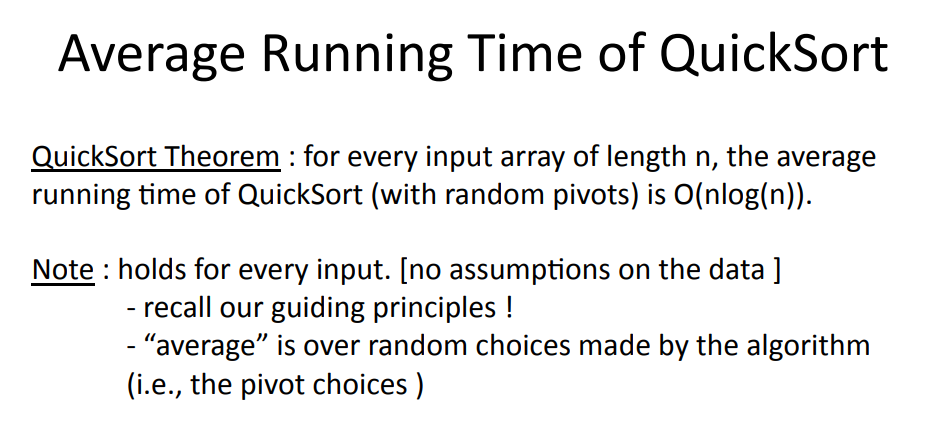 Average Running Time of QuickSort
QuickSort Theorem : for every input array of length n, the average
running time of QuickSort (with random pivots) is O(nlog(n)).
Note : holds for every input. [no assumptions on the data ]
- recall our guiding principles !
- “average” is over random choices made by the algorithm
(i.e., the pivot choices )